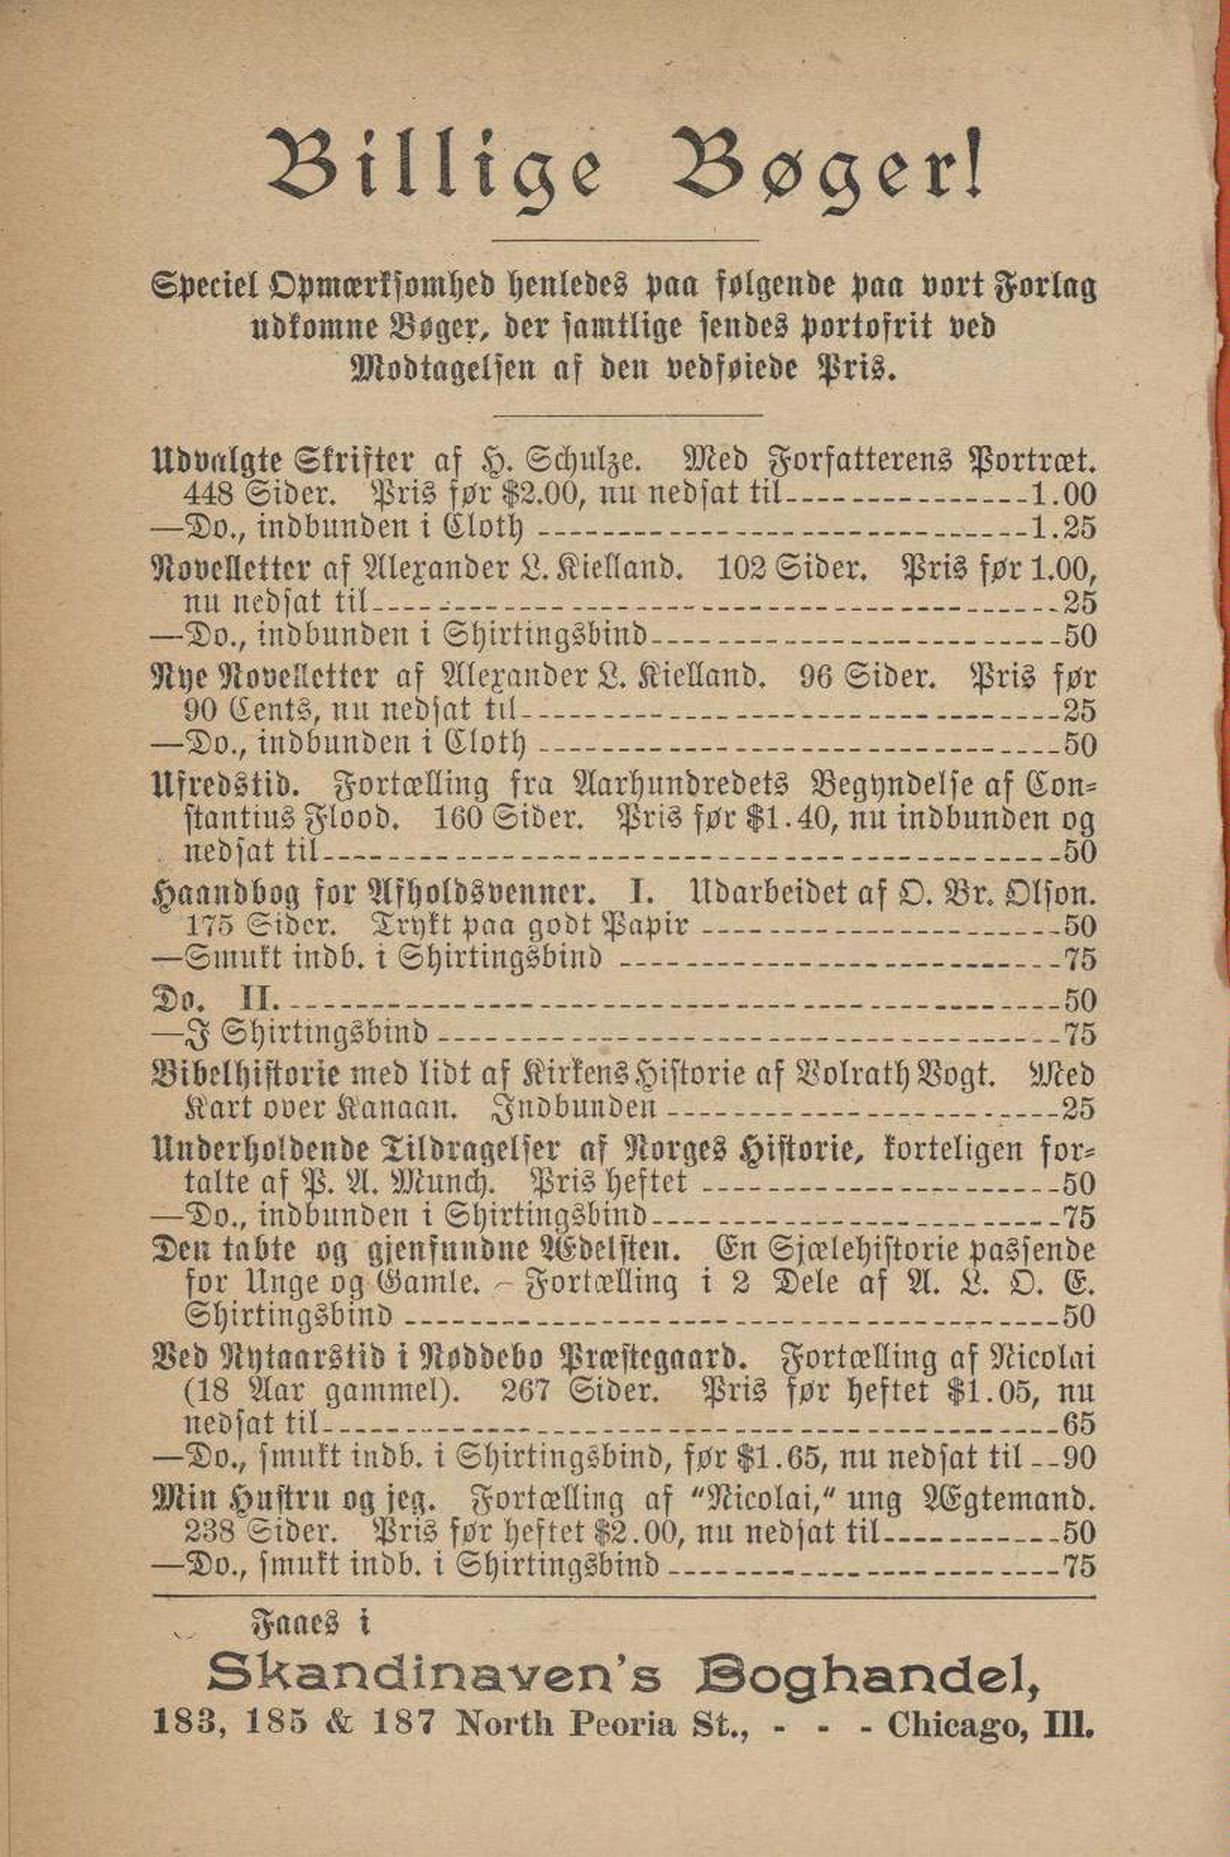 Billige Bøger!
Speciel Opmærksomhed henledes paa følgende paa vort Forlag
udkomne Bøger, der samtlige sendes portofrit ved
Modtagelsen af den vedføiede Pris.
Udvalgte Skrifter af H. Schulze. Med Forfatterens Portræt.
448 Sider. Pris før $2.00, nu nedsat til----------------1.00
—Do., indbunden i Cloth ------------------------------1.25
Novelletter af Alexander L. Kielland. 102 Sider. Pris før 1.00,
nu nedsat til------------------------------------------25
—Do., indbunden i Shirtingsbind-------------------------50
Nye Novelletter af Alexander L. Kielland. 96 Sider. Pris før
90 Cents, nu nedsat til---------------------------------25
—Do., indbunden i Cloth --------------------------------50
Ufredstid. Fortælling fra Aarhundredets Begyndelse af Con=
stantius Flood. 160 Sider. Pris før $1.40, nu indbunden og
nedsat til---------------------------------------------50
Haandbog for Afholdsvenner. I. Udarbeidet af O. Br. Olson.
175 Sider. Trykt paa godt Papir ----------------------50
—Smukt indb. i Shirtingsbind ---------------------------75
Do. II. -----------------------------------------------50
—I Shirtingsbind --------------------------------------75
Bibelhistorie med lidt af Kirkens Historie af Volrath Vogt. Med
Kart over Kanaan. Indbunden ------------------------25
Underholdende Tildragelser af Norges Historie, korteligen for=
talte af P. A. Munch. Pris heftet ----------------------50
—Do., indbunden i Shirtingsbind-------------------------75
Den tabte og gjenfundne Ædelsten. En Sjælehistorie passende
for Unge og Gamle. – Fortælling i 2 Dele af A. L. O. E.
Shirtingsbind ----------------------------------------50
Ved Nytaarstid i Nøddebo Præstegaard. Fortælling af Nicolai
(18 Aar gammel). 267 Sider. Pris før heftet $1.05, nu
nedsat til---------------------------------------------65
—Do., smukt indb. i Shirtingsbind, før $1.65, nu nedsat til --90
Min Hustru og jeg. Fortælling af “Nicolai,“ ung Ægtemand.
238 Sider. Pris før heftet $2.00, nu nedsat til-----------50
—Do., smukt indb. i Shirtingsbind ------------------------75
Faaes i
Skandinaven's Boghandel,
183, 185 & 187 North Peoria St., - - - Chicago, Ill.